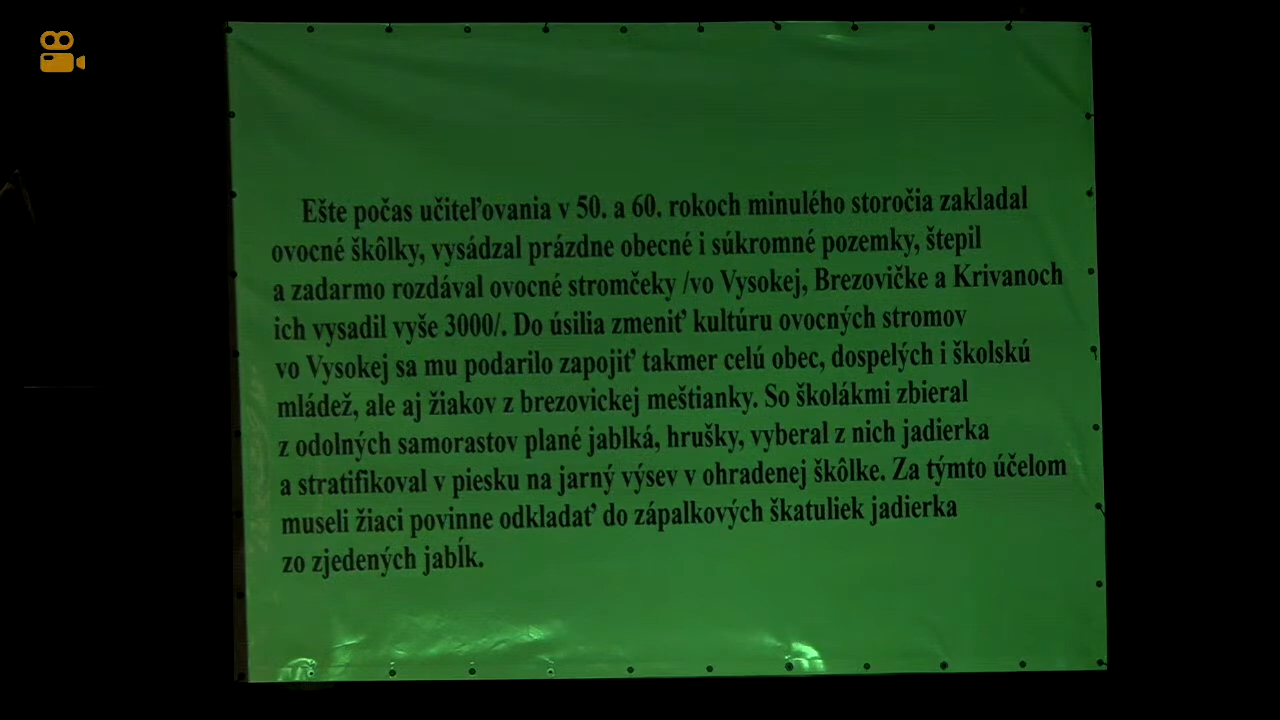 Ešte počas učiteľovania v 50. a 60. rokoch minulého storočia zakladal
ovocné škôlky, vysádzal prázdne obecné i súkromné pozemky, štepil
a zadarmo rozdával ovocné stromčeky /vo Vysokej, Brezovičke a Krivanoch
ich vysadil vyše 3000/. Do úsilia zmeniť kultúru ovocných stromov
vo Vysokej sa mu podarilo zapojiť takmer celú obec, dospelých i školskú
mládež, ale aj žiakov z brezovickej meštianky. So školákmi zbieral
z odolných samorastov plané jablká, hrušky, vyberal z nich jadierka
a stratifikoval v piesku na jarný výsev v ohradenej škôlke. Za týmto účelom
museli žiaci povinne odkladať do zápalkových škatuliek jadierka
zo zjedených jabĺk.